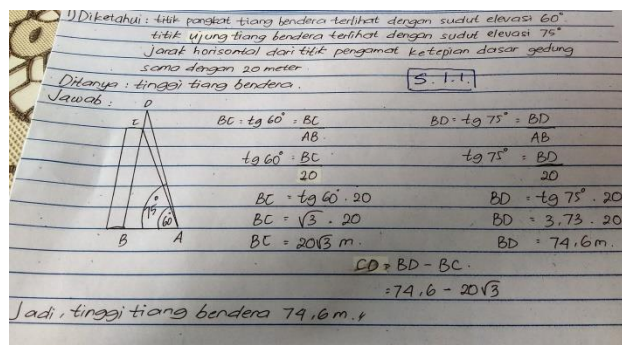 1) Diketahui : titik pangkat tiang bendera terlihat dengan sudut elevasi 60°
titik ujung tiang bendera terlihat dengan sudut elevasi 75°
jarak horisontal dari titik pengamat ketepian dasar gedung
sama dengan 20 meter
Ditanya : tinggi tiang bendera.
S.1.1.
Jawab :
D
C
75°
60°
B A
BC = tg 60° = BC
AB
tg 60° = BC
20
BC = tg 60° . 20
BC = √3 . 20
BC = 20√3 m.
BD = tg 75° = BD
AB
tg 75° = BD
20
BD = tg 75° . 20
BD = 3,73 . 20
BD = 74,6 m.
CD = BD - BC.
= 74,6 - 20√3
Jadi, tinggi tiang bendera 74,6 m.